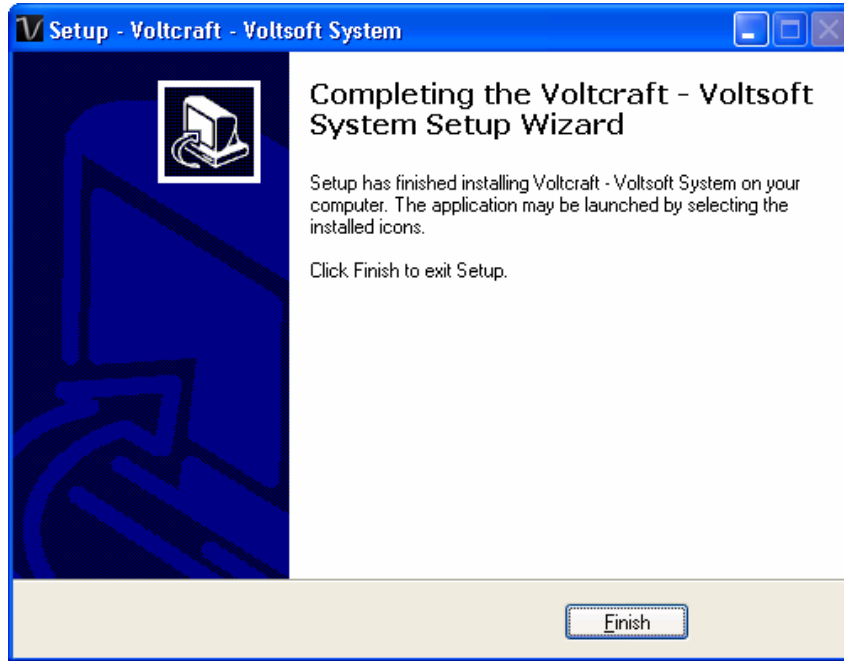 Setup - Voltcraft - Voltsoft System
Completing the Voltcraft - Voltsoft
System Setup Wizard
Setup has finished installing Voltcraft - Voltsoft System on your
computer. The application may be launched by selecting the
installed icons.
Click Finish to exit Setup.
Finish